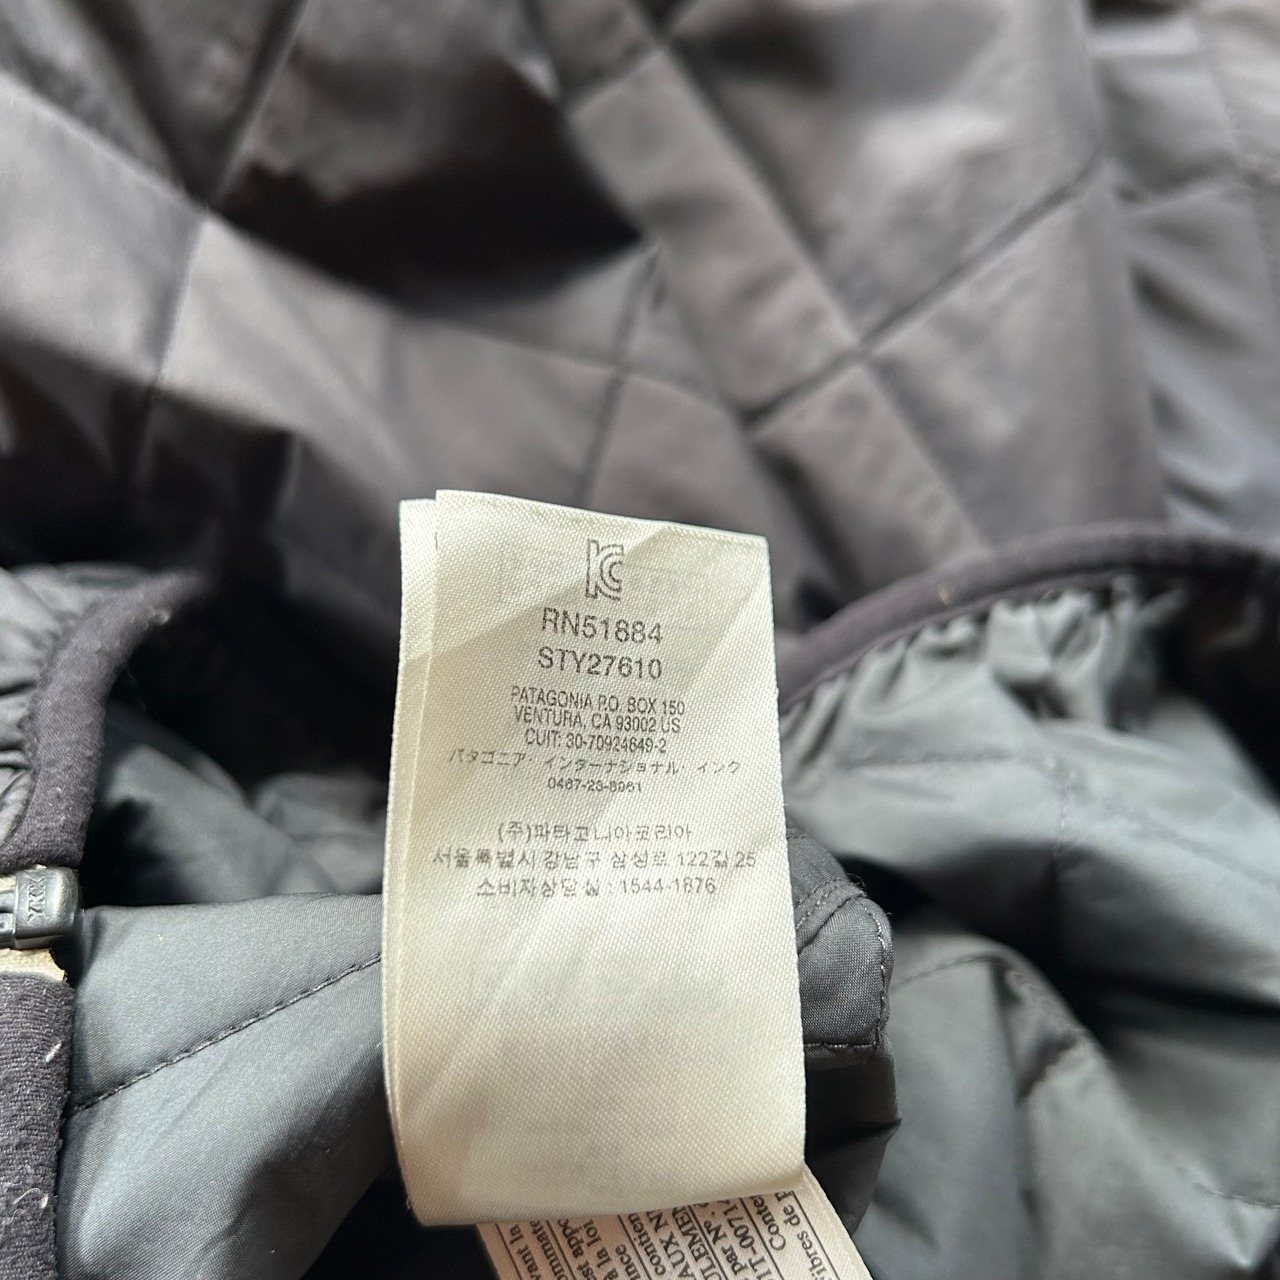 RN51884
STY27610
PATAGONIA P.O. BOX 150
VENTURA, CA 93002 US
CUIT: 30-70924849-2
パタゴニア・インターナショナル・インク
0467-23-8961
(주)파타고니아코리아
서울특별시 강남구 삼성로 122길 25
소비자상담실 : 1544-1876
YKK